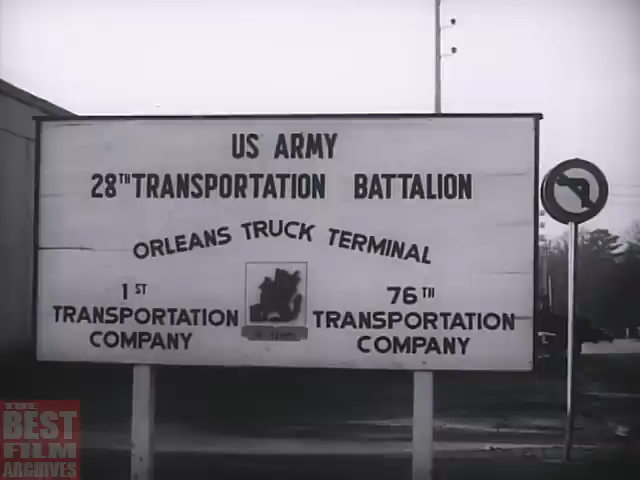 US ARMY
28TH TRANSPORTATION BATTALION
ORLEANS TRUCK TERMINAL
1ST
TRANSPORTATION
COMPANY
76TH
TRANSPORTATION
COMPANY
THE
BEST
FILM
ARCHIVES